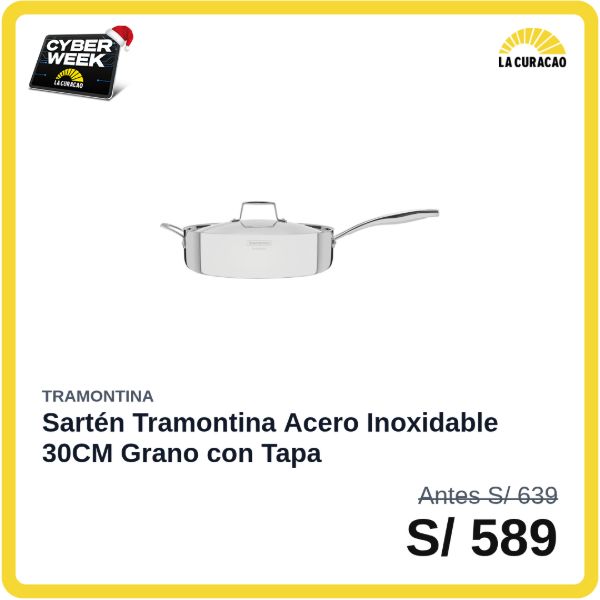 CYBER
WEEK
LA CURACAO
LA CURACAO
TRAMONTINA
Sartén Tramontina Acero Inoxidable
30CM Grano con Tapa
Antes S/ 639
S/ 589